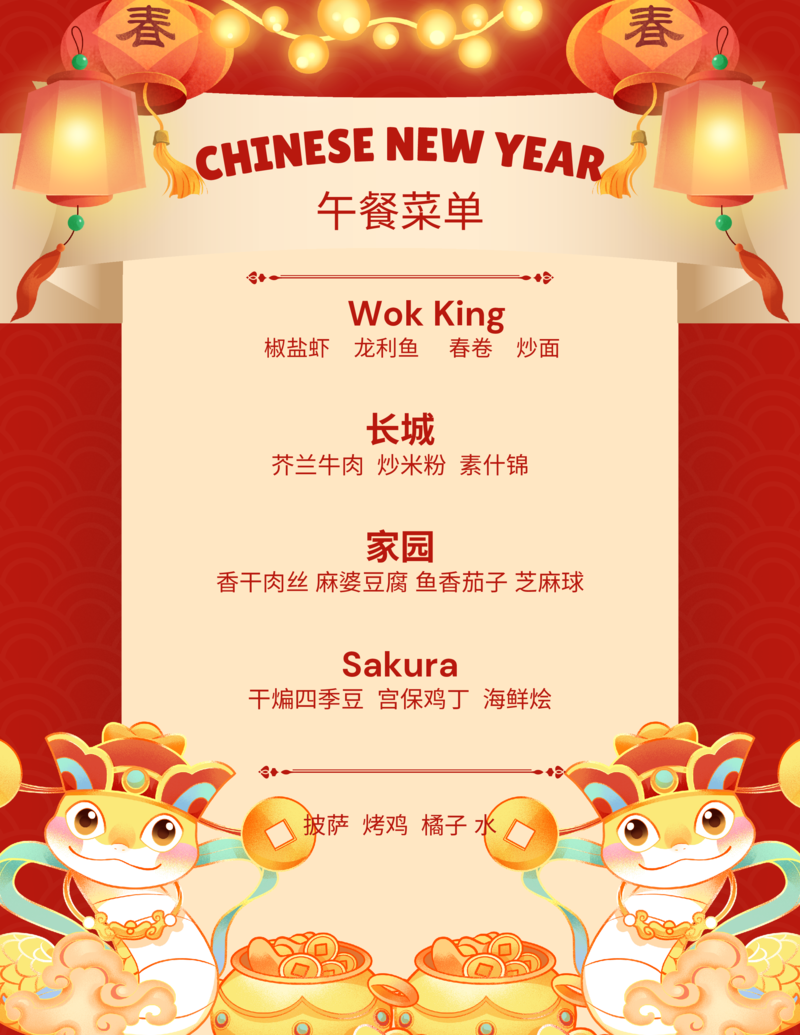 春 春
CHINESE NEW YEAR
午餐菜单
Wok King
椒盐虾 龙利鱼 春卷 炒面
长城
芥兰牛肉 炒米粉 素什锦
家园
香干肉丝 麻婆豆腐 鱼香茄子 芝麻球
Sakura
干煸四季豆 宫保鸡丁 海鲜烩
披萨 烤鸡 橘子 水